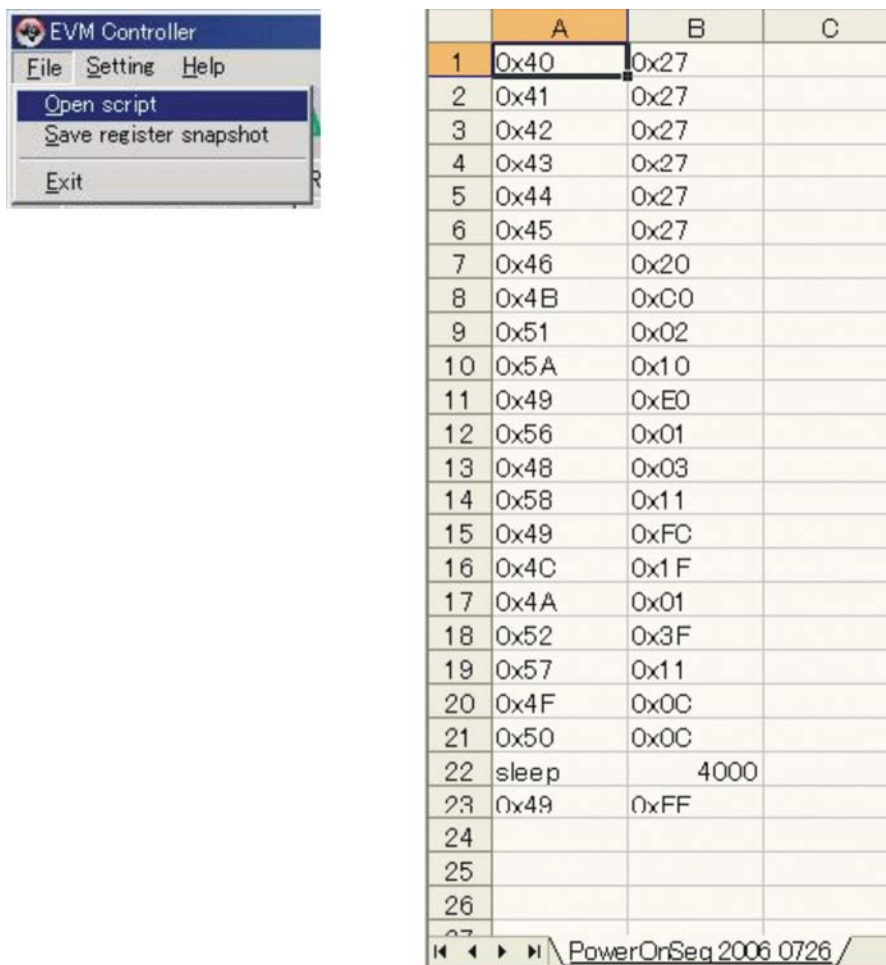 EVM Controller
File Setting Help
Open script
Save register snapshot
Exit
A B C
1 0x40 0x27
2 0x41 0x27
3 0x42 0x27
4 0x43 0x27
5 0x44 0x27
6 0x45 0x27
7 0x46 0x20
8 0x4B 0xC0
9 0x51 0x02
10 0x5A 0x10
11 0x49 0xE0
12 0x56 0x01
13 0x48 0x03
14 0x58 0x11
15 0x49 0xFC
16 0x4C 0x1F
17 0x4A 0x01
18 0x52 0x3F
19 0x57 0x11
20 0x4F 0x0C
21 0x50 0x0C
22 sleep 4000
23 0x49 0xFF
24
25
26
PowerOnSeq 2006 0726